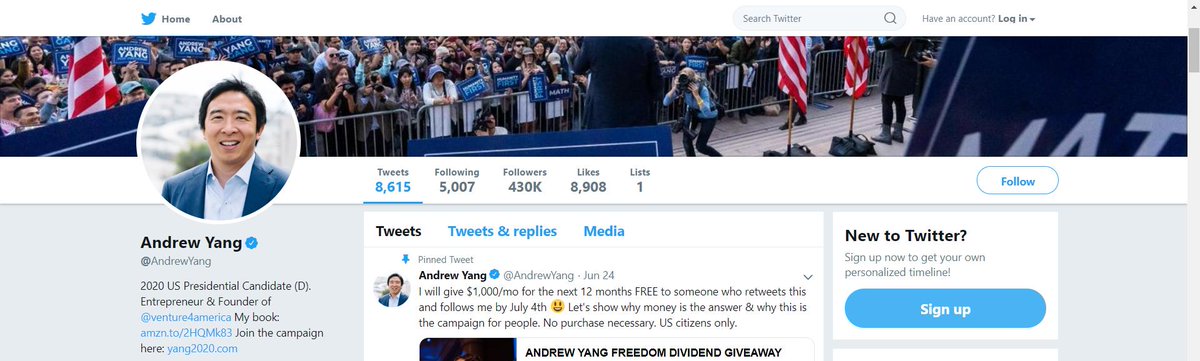 Home
About
Search Twitter
Have an account? Log in
ANDREW YANG
ANDREW YANG
ANDREW YANG
HUMANITY FIRST
HUMANITY FIRST
MATH
MATH
Tweets
Following
Followers
Likes
Lists
8,615
5,007
430K
8,908
1
Follow
Andrew Yang
@AndrewYang
2020 US Presidential Candidate (D).
Entrepreneur & Founder of
@venture4america My book:
amzn.to/2HQMk83 Join the campaign
here: yang2020.com
Tweets
Tweets & replies
Media
Pinned Tweet
Andrew Yang @AndrewYang · Jun 24
I will give $1,000/mo for the next 12 months FREE to someone who retweets this
and follows me by July 4th 😃 Let's show why money is the answer & why this
is the campaign for people. No purchase necessary. US citizens only.
ANDREW YANG FREEDOM DIVIDEND GIVEAWAY
New to Twitter?
Sign up now to get your own
personalized timeline!
Sign up